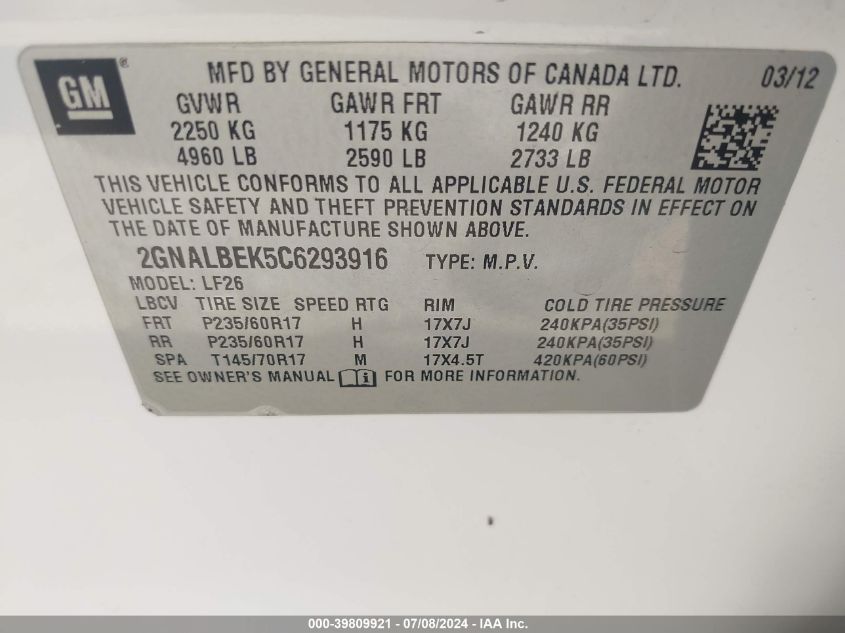 GM ® MFD BY GENERAL MOTORS OF CANADA LTD. 03/12
GVWR GAWR FRT GAWR RR
2250 KG 1175 KG 1240 KG
4960 LB 2590 LB 2733 LB
THIS VEHICLE CONFORMS TO ALL APPLICABLE U.S. FEDERAL MOTOR
VEHICLE SAFETY AND THEFT PREVENTION STANDARDS IN EFFECT ON
THE DATE OF MANUFACTURE SHOWN ABOVE.
2GNALBEK5C6293916 TYPE: M.P.V.
MODEL: LF26
LBCV TIRE SIZE SPEED RTG RIM COLD TIRE PRESSURE
FRT P235/60R17 H 17X7J 240KPA(35PSI)
RR P235/60R17 H 17X7J 240KPA(35PSI)
SPA T145/70R17 M 17X4.5T 420KPA(60PSI)
SEE OWNER'S MANUAL i FOR MORE INFORMATION.
000-39809921 - 07/08/2024 - IAA Inc.